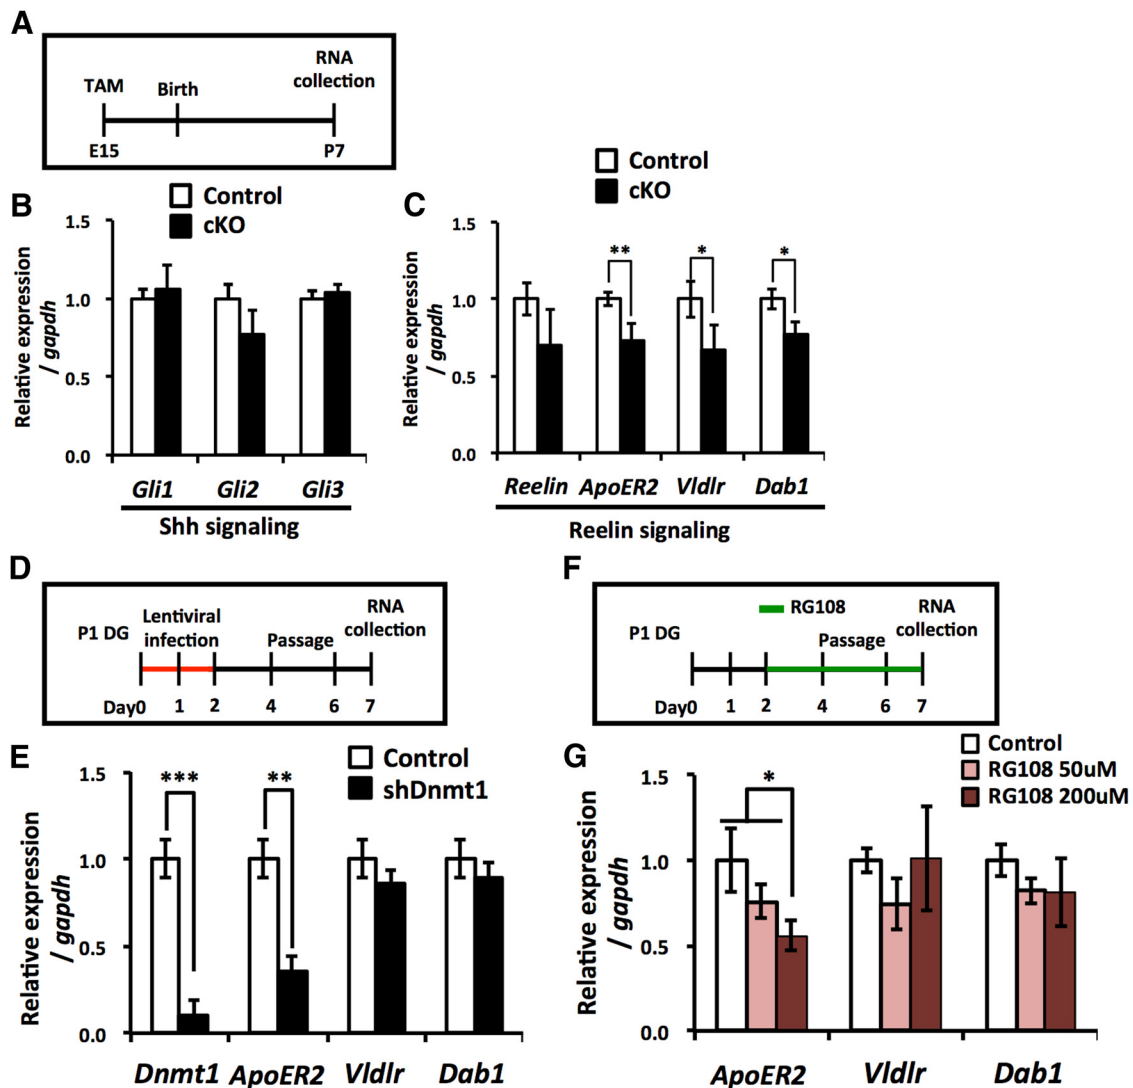 A
TAM
Birth
RNA
collection
E15
P7
B
Control
cKO
Relative expression
/ gapdh
1.5
1.0
0.5
0.0
Gli1 Gli2 Gli3
Shh signaling
C
Control
cKO
Relative expression
/ gapdh
1.5
1.0
0.5
0.0
** * *
Reelin ApoER2 Vldlr Dab1
Reelin signaling
D
P1 DG
Lentiviral
infection
Passage
RNA
collection
Day0 1 2 4 6 7
E
Control
shDnmt1
Relative expression
/ gapdh
1.5
1.0
0.5
0.0
*** **
Dnmt1 ApoER2 Vldlr Dab1
F
RG108
P1 DG
Passage
RNA
collection
Day0 1 2 4 6 7
G
Control
RG108 50uM
RG108 200uM
Relative expression
/ gapdh
1.5
1.0
0.5
0.0
*
ApoER2 Vldlr Dab1